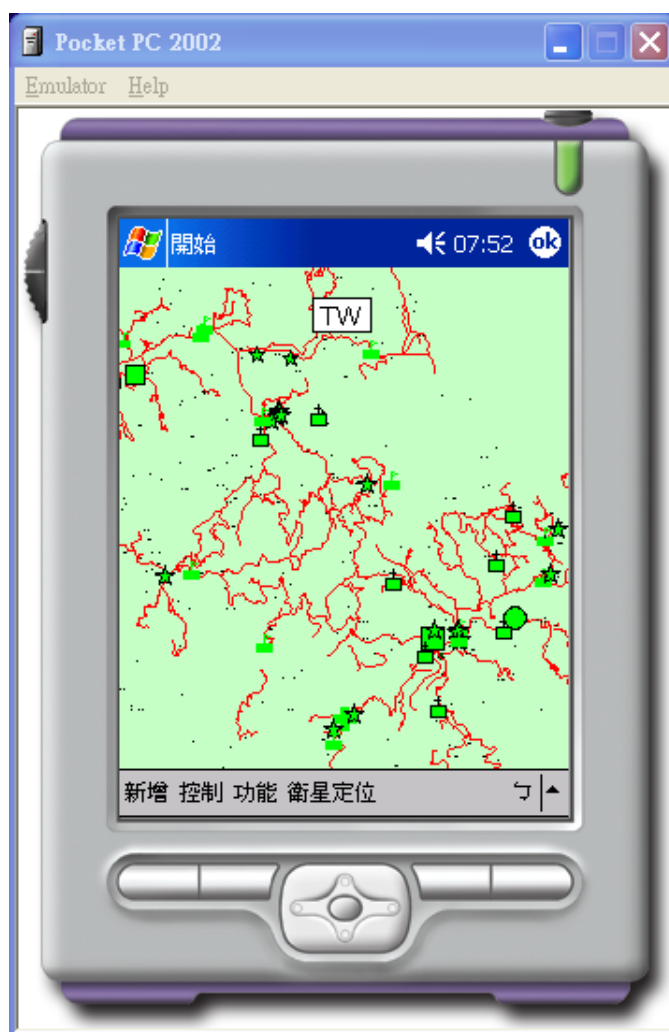 Pocket PC 2002
Emulator Help
開始 07:52 ok
TW
新增 控制 功能 衛星定位 ㄅ